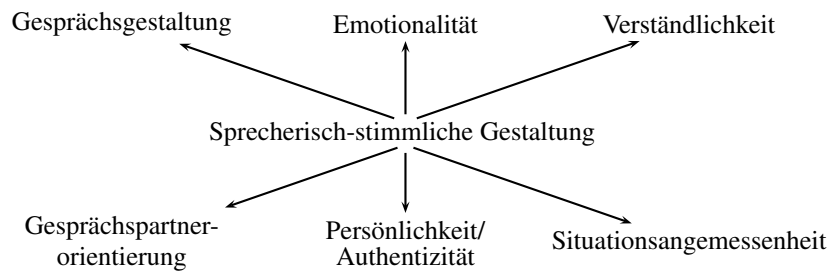 Gesprächsgestaltung
Emotionalität
Verständlichkeit
Sprecherisch-stimmliche Gestaltung
Gesprächspartner-
orientierung
Persönlichkeit/
Authentizität
Situationsangemessenheit